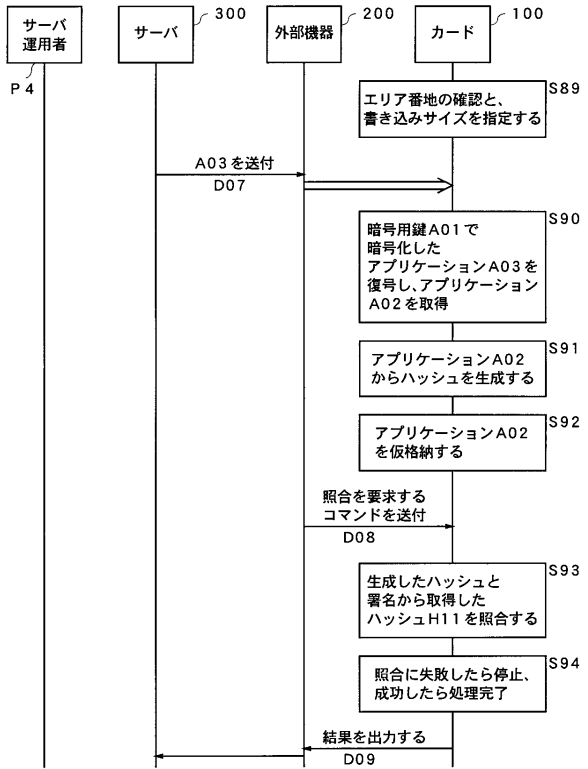 サーバ
運用者
P4
サーバ
300
外部機器
200
カード
100
エリア番地の確認と、
書き込みサイズを指定する
S89
A03を送付
D07
暗号用鍵A01で
暗号化した
アプリケーションA03を
復号し、アプリケーション
A02を取得
S90
アプリケーションA02
からハッシュを生成する
S91
アプリケーションA02
を仮格納する
S92
照合を要求する
コマンドを送付
D08
生成したハッシュと
署名から取得した
ハッシュH11を照合する
S93
照合に失敗したら停止、
成功したら処理完了
S94
結果を出力する
D09